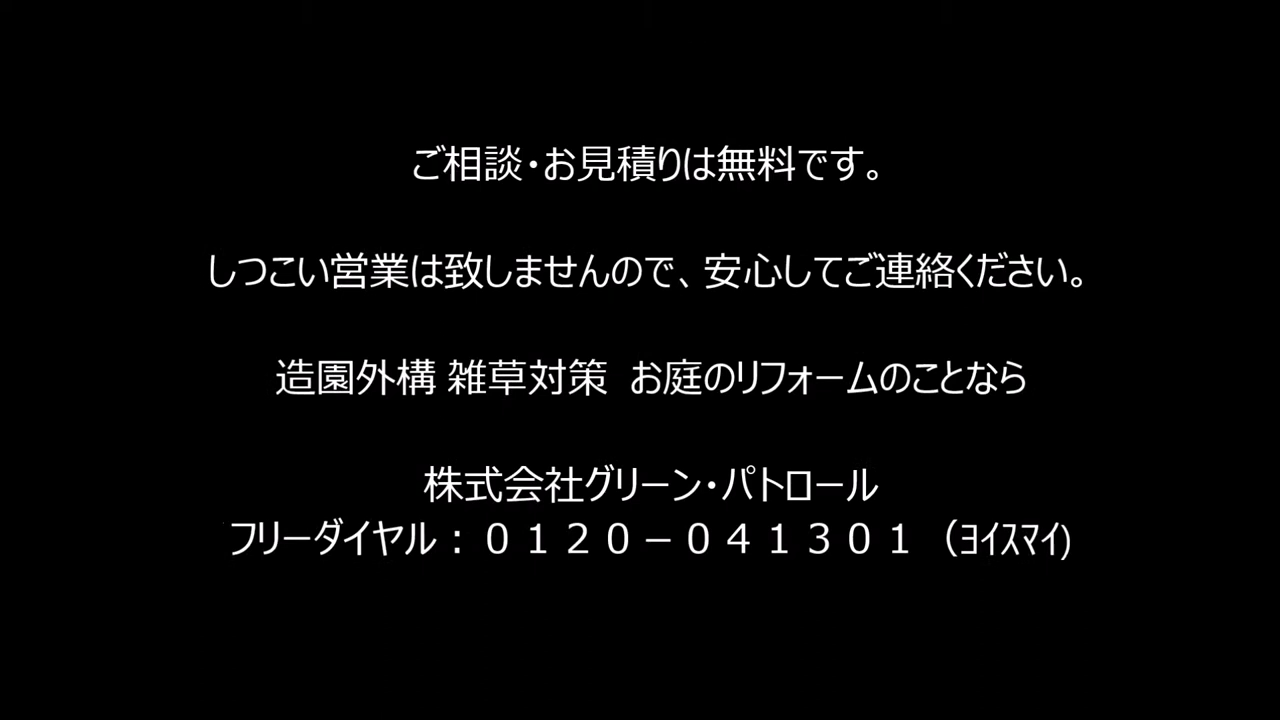 ご相談・お見積りは無料です。
しつこい営業は致しませんので、安心してご連絡ください。
造園外構 雑草対策 お庭のリフォームのことなら
株式会社グリーン・パトロール
フリーダイヤル：０１２０－０４１３０１（ﾖｲｽﾏｲ)